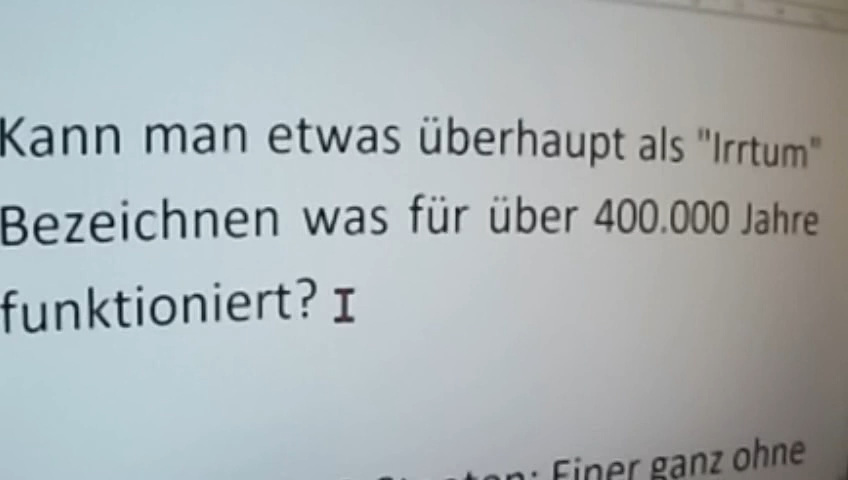 Kann man etwas überhaupt als "Irrtum"
Bezeichnen was für über 400.000 Jahre
funktioniert?
Einer ganz ohne